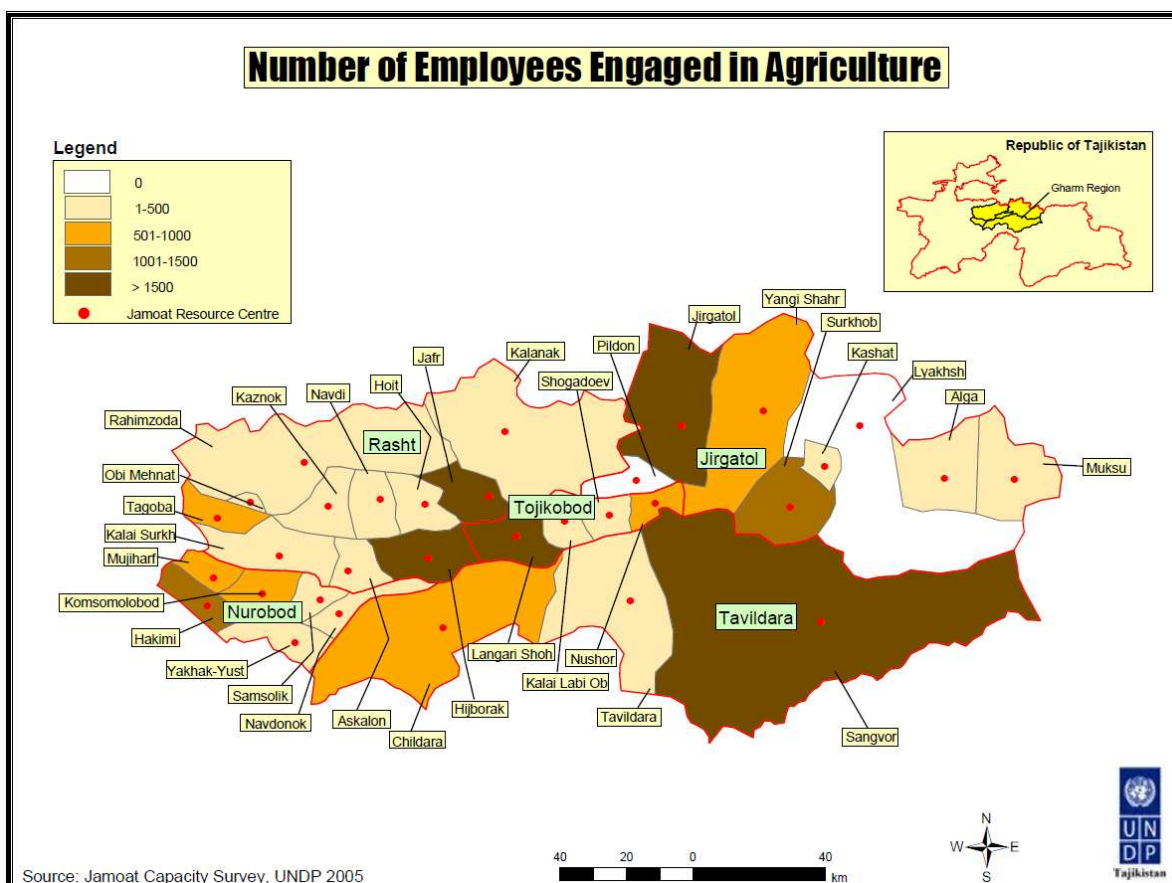 Number of Employees Engaged in Agriculture
Legend
0
1-500
501-1000
1001-1500
> 1500
Jamoat Resource Centre
Republic of Tajikistan
Gharm Region
Yangi Shahr
Jirgatol
Surkhob
Pildon
Kashat
Kalanak
Jafr
Lyakhsh
Shogadoev
Hoit
Alga
Navdi
Kaznok
Rahimzoda
Rasht
Jirgatol
Muksu
Obi Mehnat
Tagoba
Tojikobod
Kalai Surkh
Mujiharf
Komsomolobod
Nurobod
Tavildara
Hakimi
Langari Shoh
Nushor
Yakhak-Yust
Kalai Labi Ob
Samsolik
Hijborak
Tavildara
Navdonok
Askalon
Childara
Sangvor
N
W E
S
40 20 0 40
km
U N
D P
Tajikistan
Source: Jamoat Capacity Survey, UNDP 2005